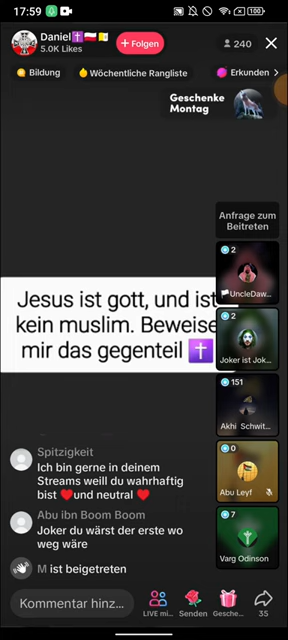 17:59
100
Daniel✝️🇵🇱🇻🇦
5.0K Likes
+ Folgen
240
Bildung
Wöchentliche Rangliste
Erkunden
Geschenke
Montag
Anfrage zum
Beitreten
2
UncleDaw...
Jesus ist gott, und ist
kein muslim. Beweise
mir das gegenteil ✝️
2
Joker ist Jok...
151
Akhi Schwit...
0
Abu Leyf
7
Varg Odinson
Spitzigkeit
Ich bin gerne in deinem
Streams weill du wahrhaftig
bist ♥️und neutral ♥️
Abu ibn Boom Boom
Joker du wärst der erste wo
weg wäre
M ist beigetreten
Kommentar hinz...
LIVE mi...
Senden
Gesche...
35